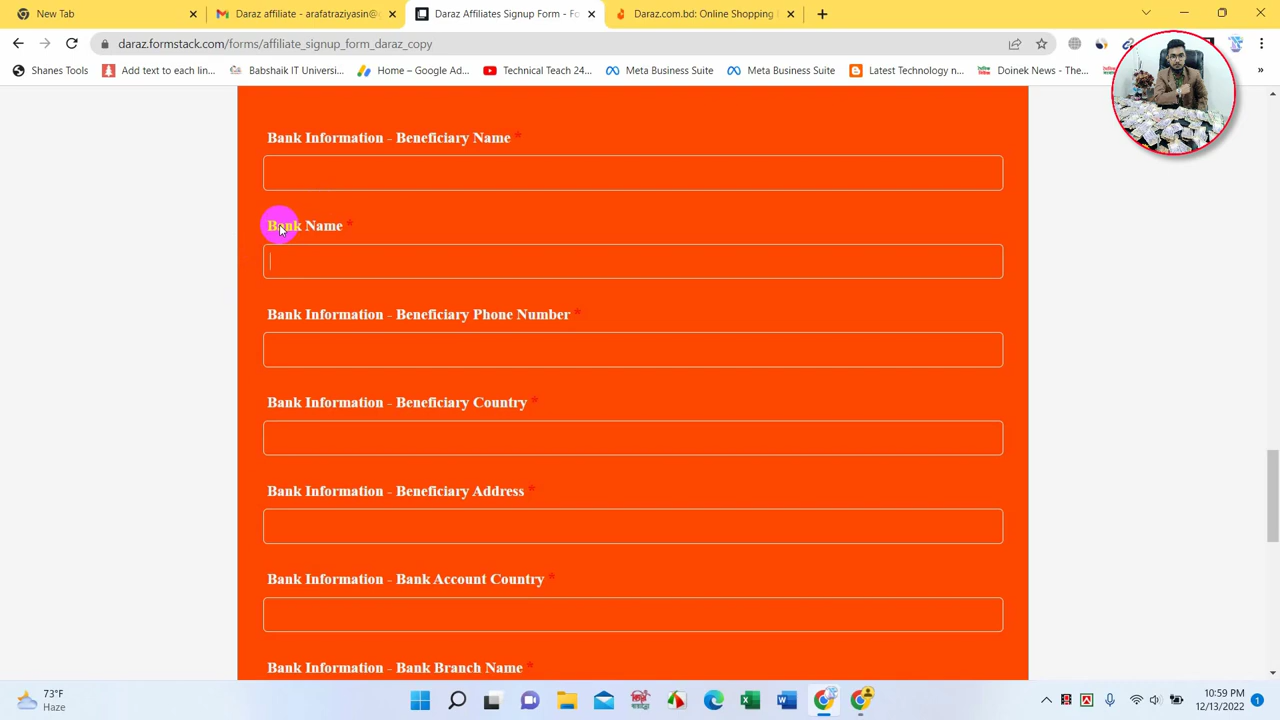 New Tab
Daraz affiliate - arafatraziyasin@
Daraz Affiliates Signup Form - Fo
Daraz.com.bd: Online Shopping
daraz.formstack.com/forms/affiliate_signup_form_daraz_copy
Shanes Tools
Add text to each lin...
Babshaik IT Universi...
Home – Google Ad...
Technical Teach 24...
Meta Business Suite
Meta Business Suite
Latest Technology n...
Doinek News - The...
Bank Information - Beneficiary Name *
Bank Name *
Bank Information - Beneficiary Phone Number *
Bank Information - Beneficiary Country *
Bank Information - Beneficiary Address *
Bank Information - Bank Account Country *
Bank Information - Bank Branch Name *
73°F
Haze
10:59 PM
12/13/2022
1